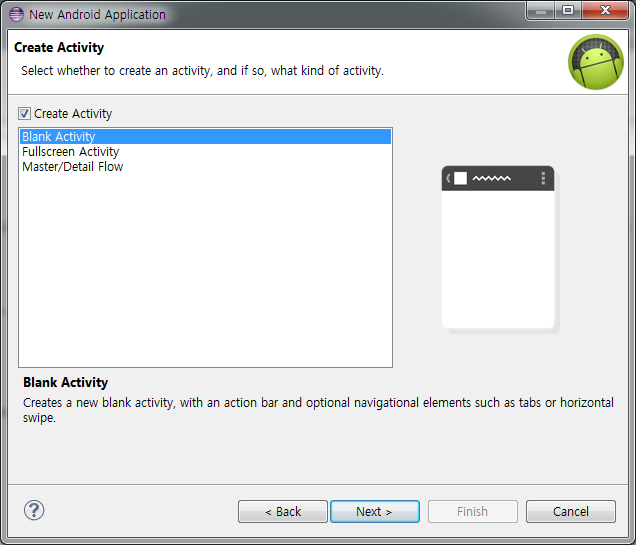 New Android Application
Create Activity
Select whether to create an activity, and if so, what kind of activity.
Create Activity
Blank Activity
Fullscreen Activity
Master/Detail Flow
Blank Activity
Creates a new blank activity, with an action bar and optional navigational elements such as tabs or horizontal
swipe.
?
< Back
Next >
Finish
Cancel